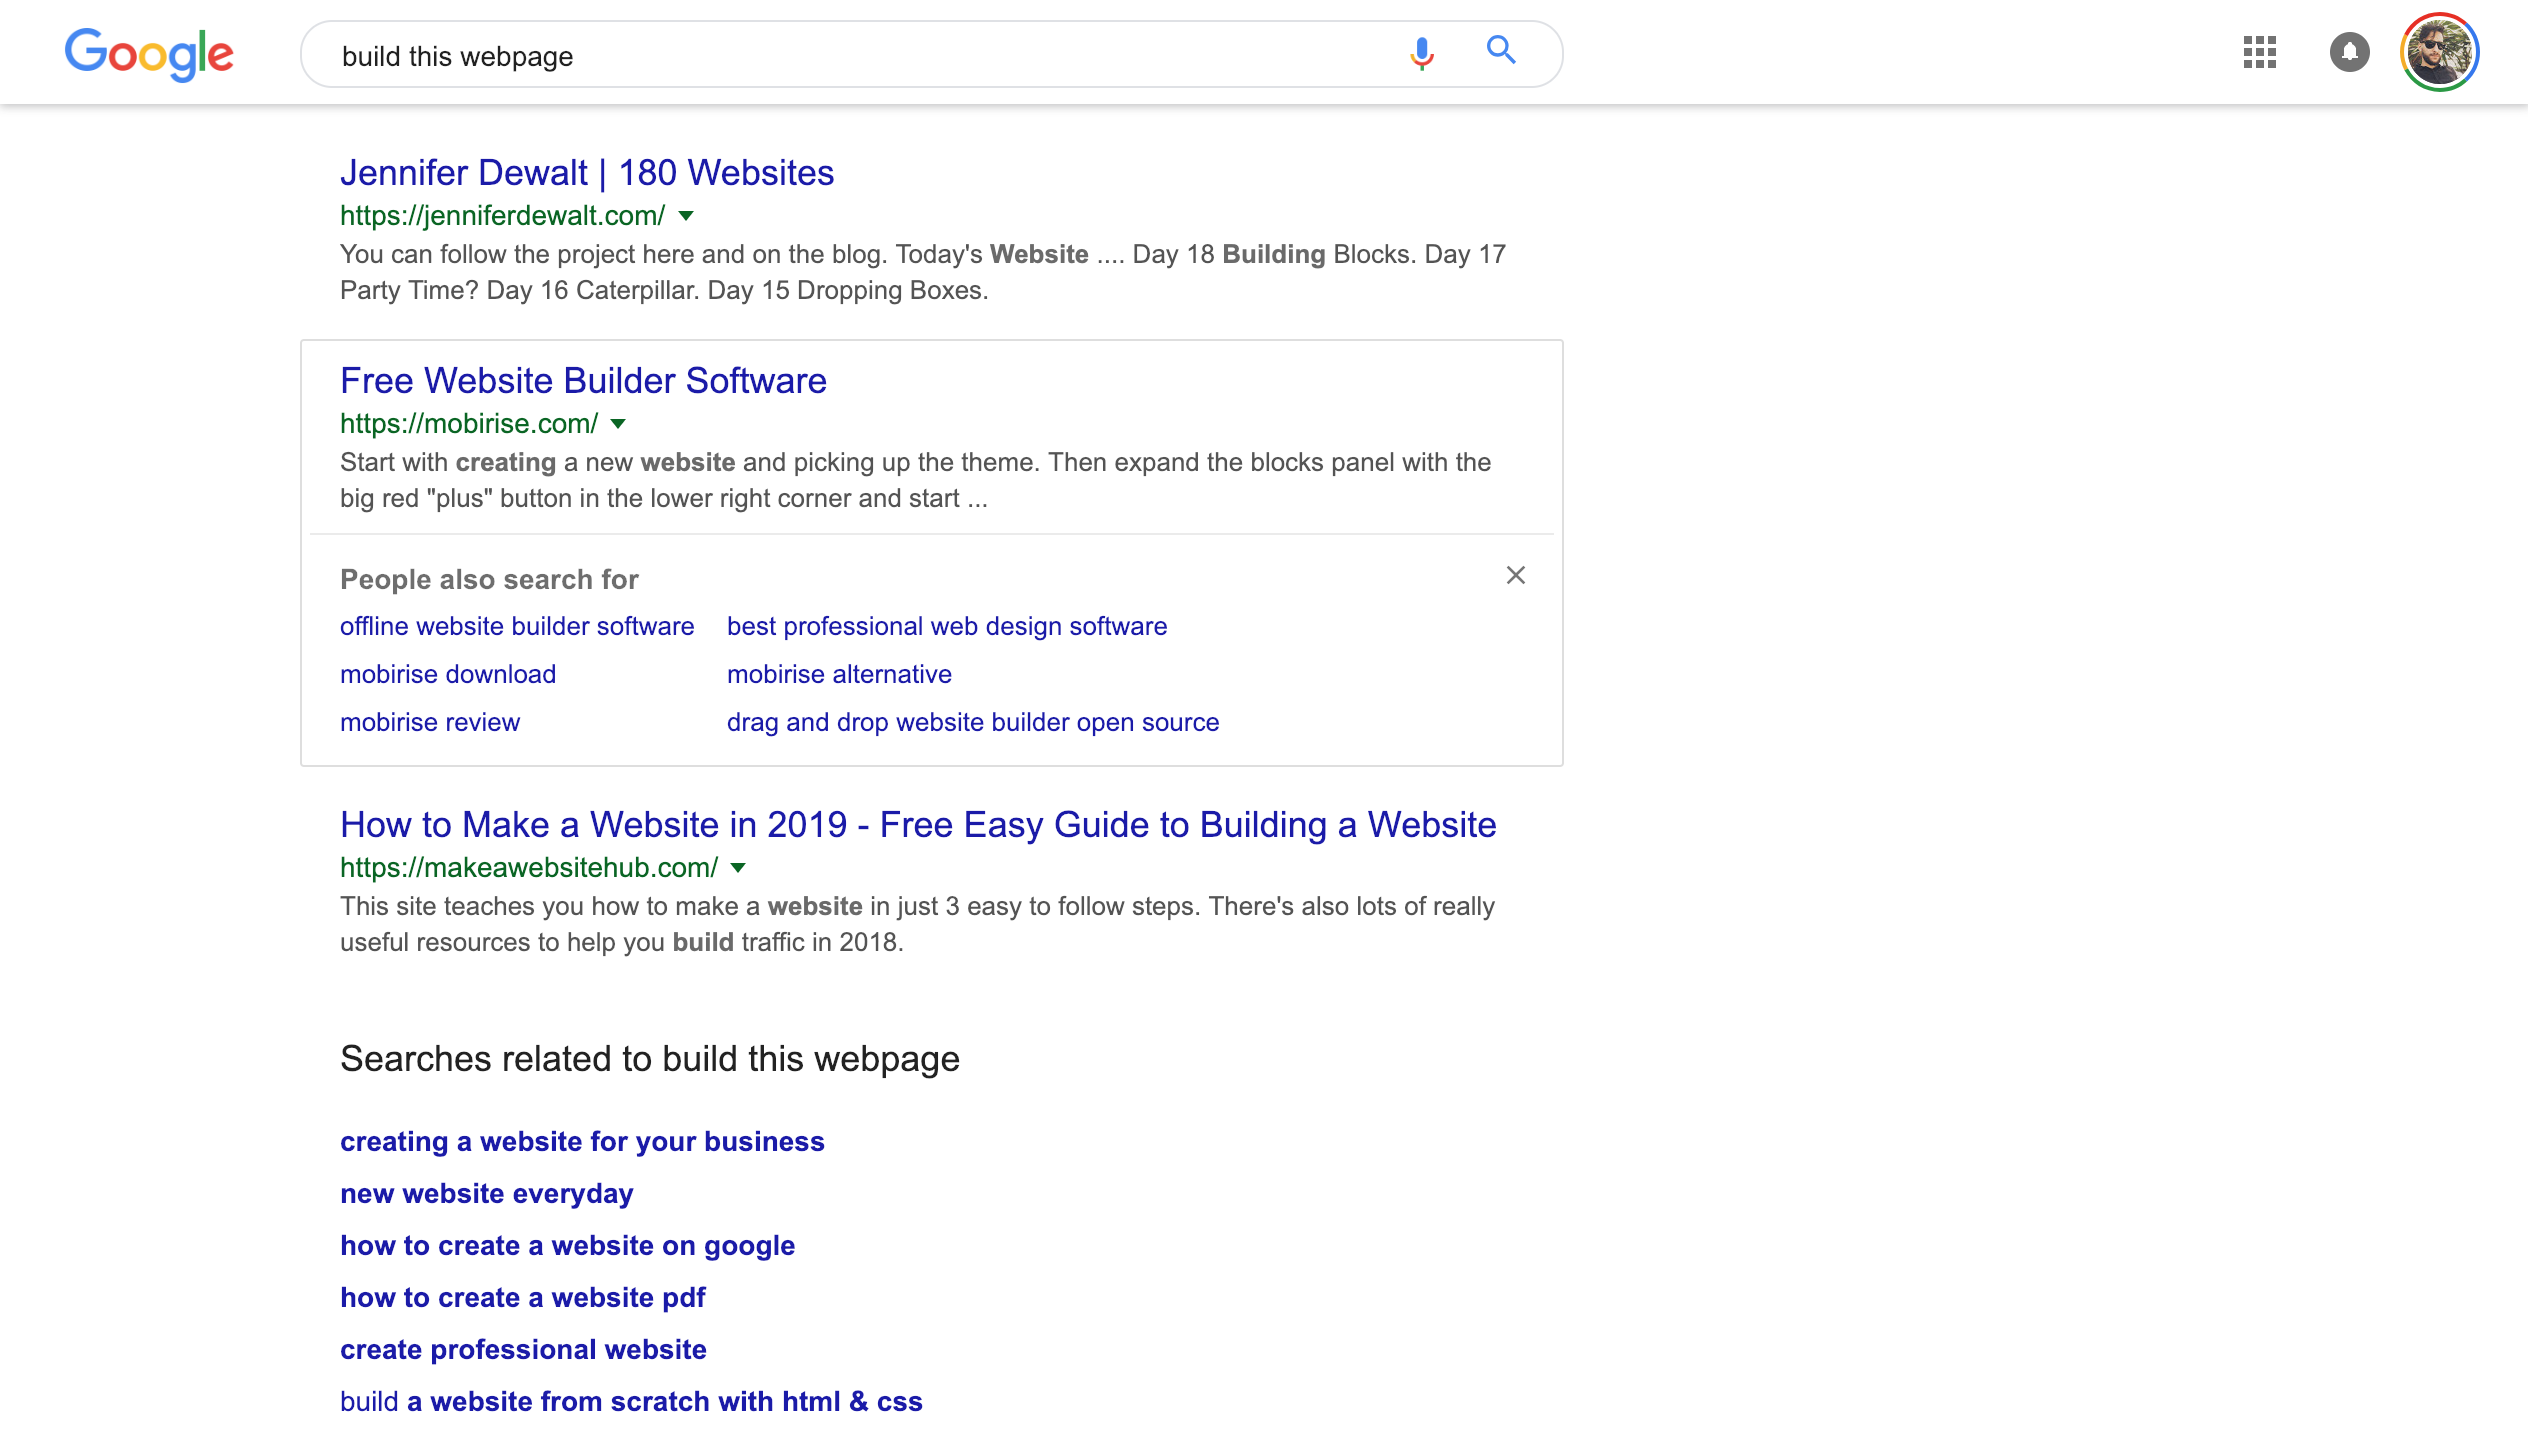 Google
build this webpage
Jennifer Dewalt | 180 Websites
https://jenniferdewalt.com/
You can follow the project here and on the blog. Today's Website .... Day 18 Building Blocks. Day 17
Party Time? Day 16 Caterpillar. Day 15 Dropping Boxes.
Free Website Builder Software
https://mobirise.com/
Start with creating a new website and picking up the theme. Then expand the blocks panel with the
big red "plus" button in the lower right corner and start ...
People also search for
offline website builder software best professional web design software
mobirise download mobirise alternative
mobirise review drag and drop website builder open source
How to Make a Website in 2019 - Free Easy Guide to Building a Website
https://makeawebsitehub.com/
This site teaches you how to make a website in just 3 easy to follow steps. There's also lots of really
useful resources to help you build traffic in 2018.
Searches related to build this webpage
creating a website for your business
new website everyday
how to create a website on google
how to create a website pdf
create professional website
build a website from scratch with html & css